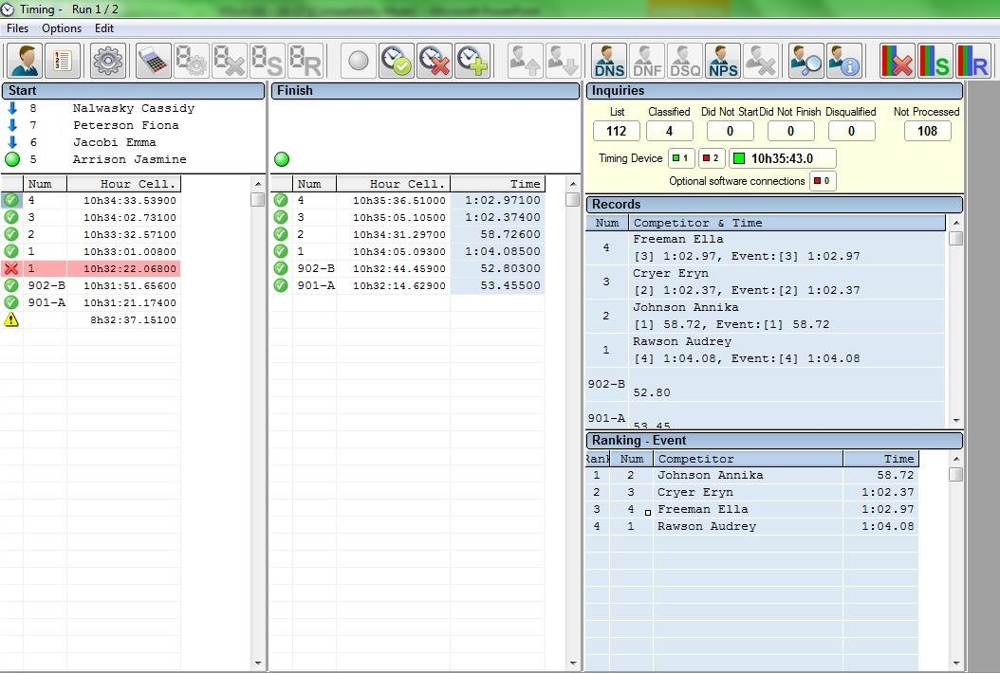 Timing -   Run 1 / 2
Files Options Edit
DNS DNF DSQ NPS S R S R
Start
8 Nalwasky Cassidy
7 Peterson Fiona
6 Jacobi Emma
5 Arrison Jasmine
Num Hour Cell.
4 10h34:33.53900
3 10h34:02.73100
2 10h33:32.57100
1 10h33:01.00800
1 10h32:22.06800
902-B 10h31:51.65600
901-A 10h31:21.17400
8h32:37.15100
Finish
Num Hour Cell. Time
4 10h35:36.51000 1:02.97100
3 10h35:05.10500 1:02.37400
2 10h34:31.29700 58.72600
1 10h34:05.09300 1:04.08500
902-B 10h32:44.45900 52.80300
901-A 10h32:14.62900 53.45500
Inquiries
List Classified Did Not Start Did Not Finish Disqualified Not Processed
112 4 0 0 0 108
Timing Device 1 2 10h35:43.0
Optional software connections 0
Records
Num Competitor & Time
4 Freeman Ella
[3] 1:02.97, Event:[3] 1:02.97
3 Cryer Eryn
[2] 1:02.37, Event:[2] 1:02.37
2 Johnson Annika
[1] 58.72, Event:[1] 58.72
1 Rawson Audrey
[4] 1:04.08, Event:[4] 1:04.08
902-B
52.80
901-A
53.45
Ranking - Event
Rank Num Competitor Time
1 2 Johnson Annika 58.72
2 3 Cryer Eryn 1:02.37
3 4 Freeman Ella 1:02.97
4 1 Rawson Audrey 1:04.08